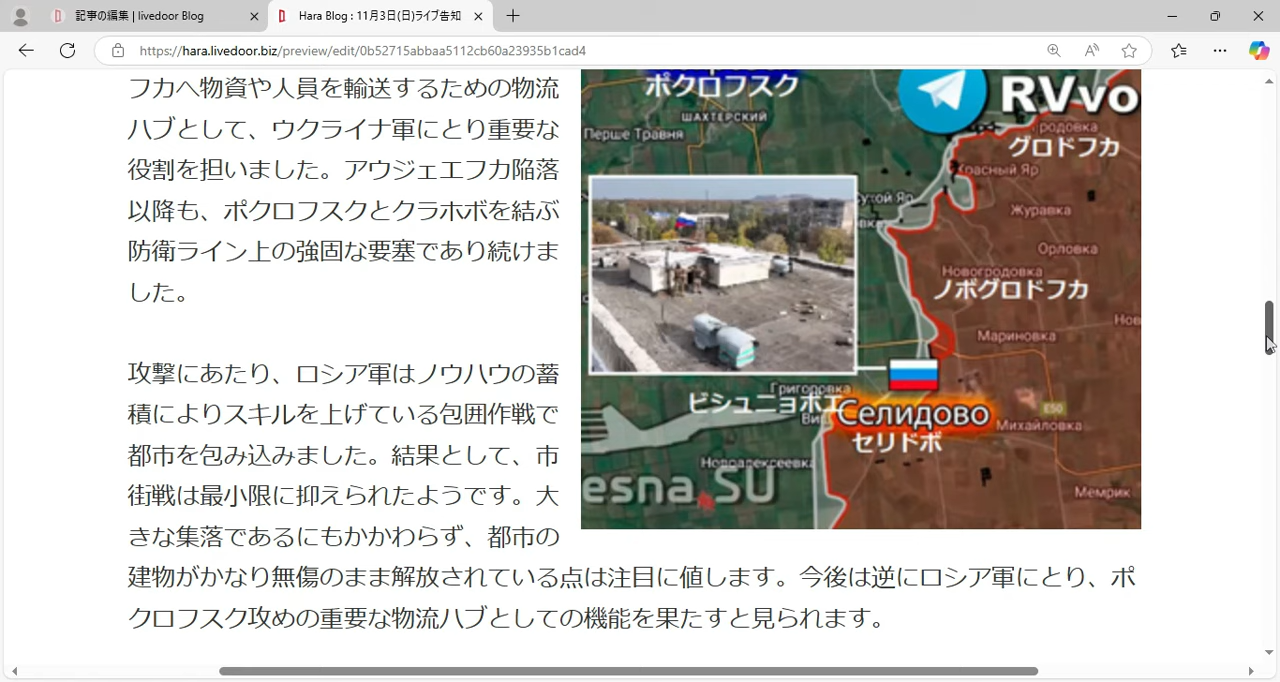 記事の編集 | livedoor Blog
Hara Blog : 11月3日(日)ライブ告知
https://hara.livedoor.biz/preview/edit/0b52715abbaa5112cb60a23935b1cad4
フカへ物資や人員を輸送するための物流
ハブとして、ウクライナ軍にとり重要な
役割を担いました。アウジェエフカ陥落
以降も、ポクロフスクとクラホボを結ぶ
防衛ライン上の強固な要塞であり続けま
した。
攻撃にあたり、ロシア軍はノウハウの蓄
積によりスキルを上げている包囲作戦で
都市を包み込みました。結果として、市
街戦は最小限に抑えられたようです。大
きな集落であるにもかかわらず、都市の
建物がかなり無傷のまま解放されている点は注目に値します。今後は逆にロシア軍にとり、ポ
クロフスク攻めの重要な物流ハブとしての機能を果たすと見られます。
ポクロフスク
RVvo
ШАХТЕРСКИЙ
Перше Травня
Гродовка
グロドフカ
Красный Яр
Сухой Яр
Журавка
Орловка
Новогродовка
ノボグロドフカ
Нов
Мариновка
Григоровка
ビシュニョボエ
Ви
Селидово
E50
Михайловка
セリドボ
Новоалексеевка
esna SU
Мемрик